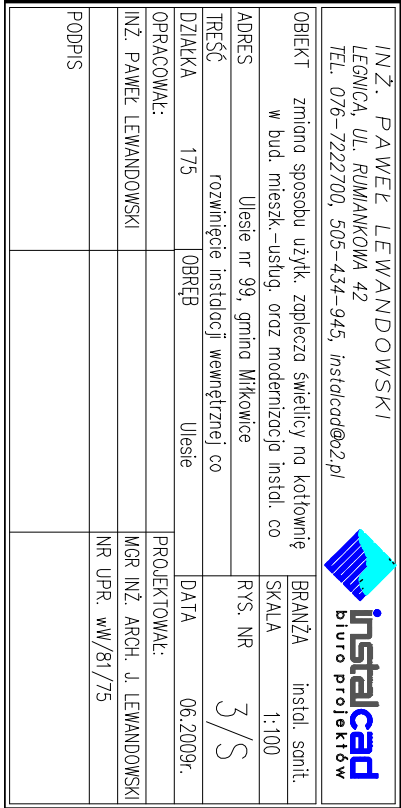 INŻ. PAWEŁ LEWANDOWSKI
LEGNICA, UL. RUMIANKOWA 42
TEL. 076-7222700, 505-434-945, instalcad@o2.pl
instalcad
biuro projektów
OBIEKT zmiana sposobu użytk. zaplecza świetlicy na kotłownię
w bud. mieszk.-usług. oraz modernizacja instal. co
BRANŻA instal. sanit.
SKALA 1:100
ADRES Ulesie nr 99, gmina Miłkowice
RYS. NR 3/S
TREŚĆ rozwinięcie instalacji wewnętrznej co
DZIAŁKA 175 OBRĘB Ulesie DATA 06.2009r.
OPRACOWAŁ: PROJEKTOWAŁ:
INŻ. PAWEŁ LEWANDOWSKI MGR INŻ. ARCH. J. LEWANDOWSKI
NR UPR. wW/81/75
PODPIS